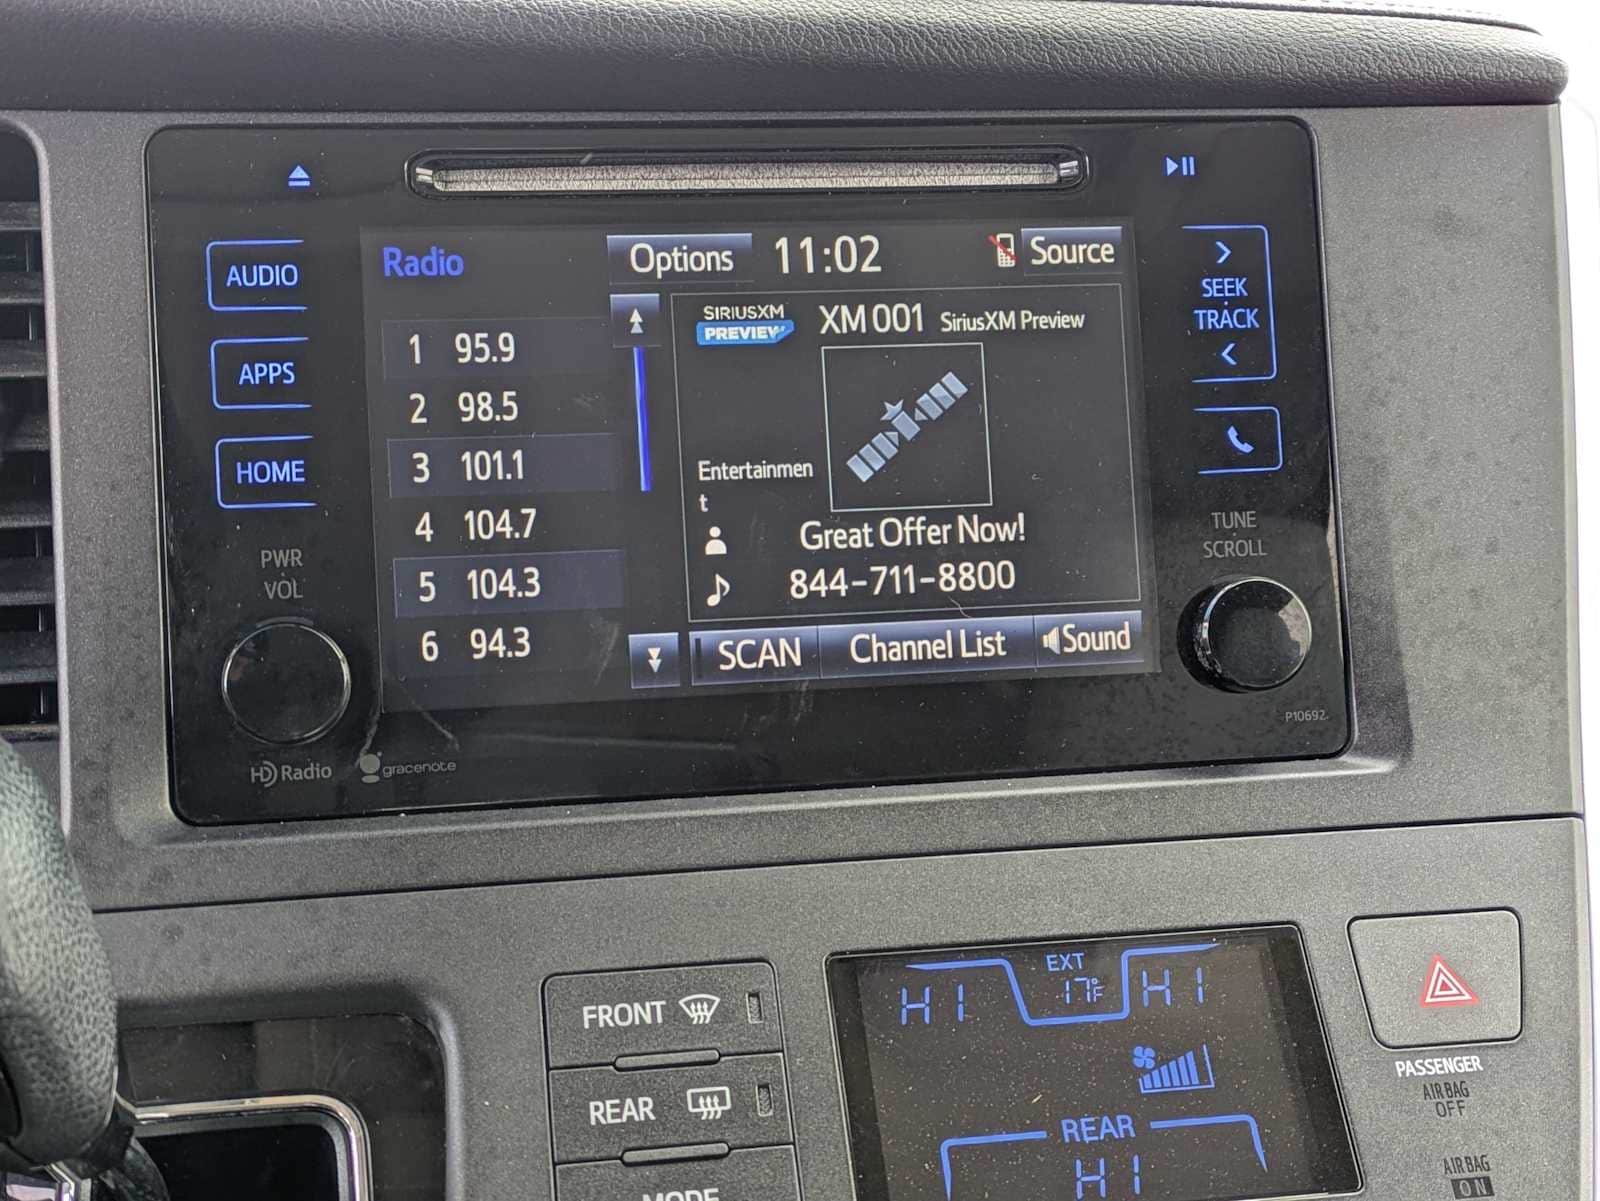 AUDIO
APPS
HOME
PWR
VOL
HD Radio
gracenote
Radio
Options
11:02
Source
1 95.9
2 98.5
3 101.1
4 104.7
5 104.3
6 94.3
SIRIUSXM
PREVIEW
XM 001 SiriusXM Preview
Entertainmen
t
Great Offer Now!
844-711-8800
SCAN
Channel List
Sound
SEEK
TRACK
TUNE
SCROLL
P10692
FRONT
REAR
MODE
EXT
HI
17°F
HI
REAR
HI
PASSENGER
AIR BAG
OFF
AIR BAG
ON